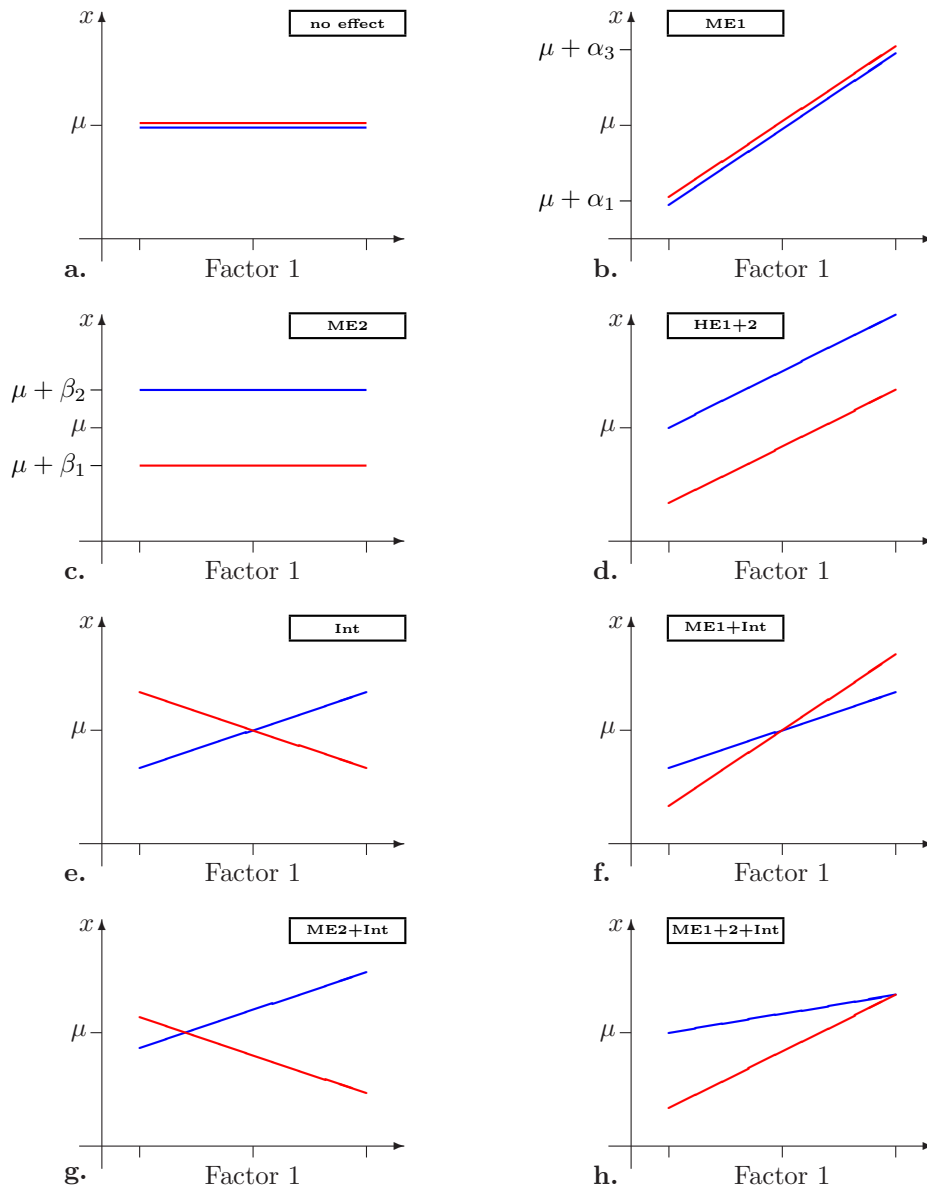 x
no effect
μ
a.
Factor 1
x
ME1
μ + α₃
μ
μ + α₁
b.
Factor 1
x
ME2
μ + β₂
μ
μ + β₁
c.
Factor 1
x
HE1+2
μ
d.
Factor 1
x
Int
μ
e.
Factor 1
x
ME1+Int
μ
f.
Factor 1
x
ME2+Int
μ
g.
Factor 1
x
ME1+2+Int
μ
h.
Factor 1